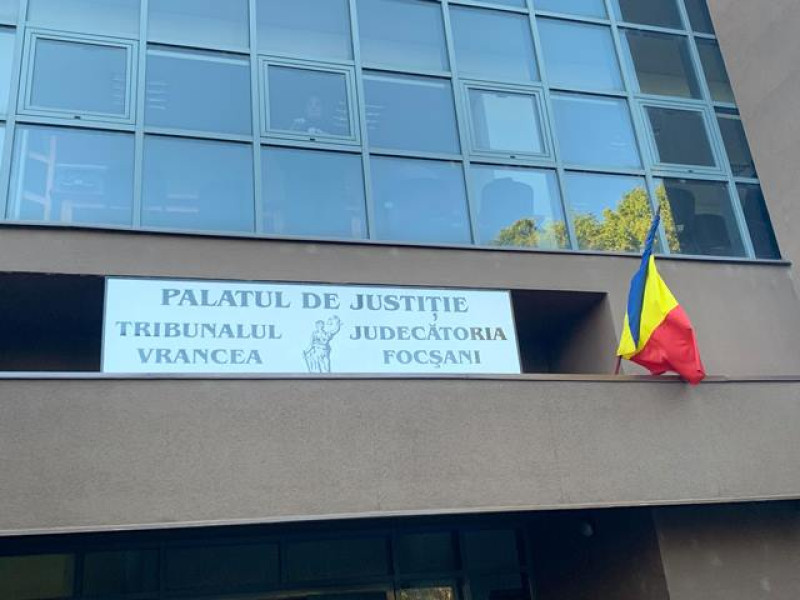 PALATUL DE JUSTIȚIE
TRIBUNALUL
VRANCEA
JUDECĂTORIA
FOCȘANI